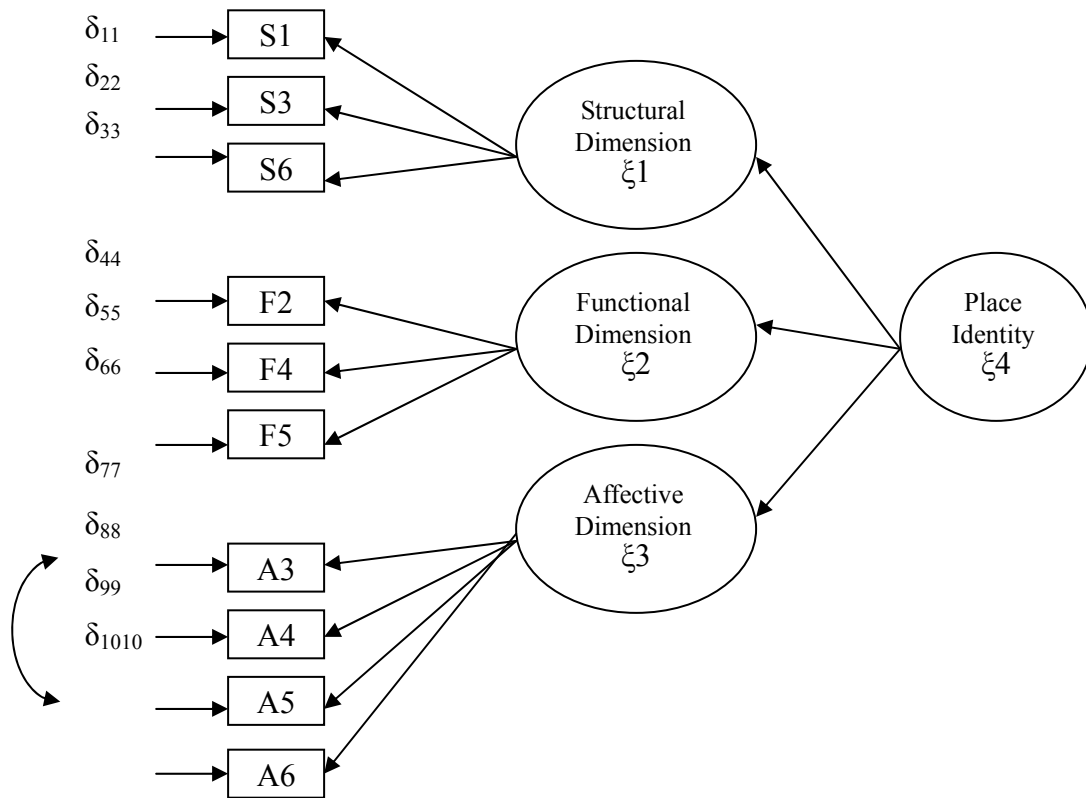 δ11
S1
δ22
S3
δ33
S6
Structural
Dimension
ξ1
δ44
F2
δ55
F4
δ66
F5
Functional
Dimension
ξ2
Place
Identity
ξ4
δ77
δ88
A3
δ99
A4
δ1010
A5
A6
Affective
Dimension
ξ3